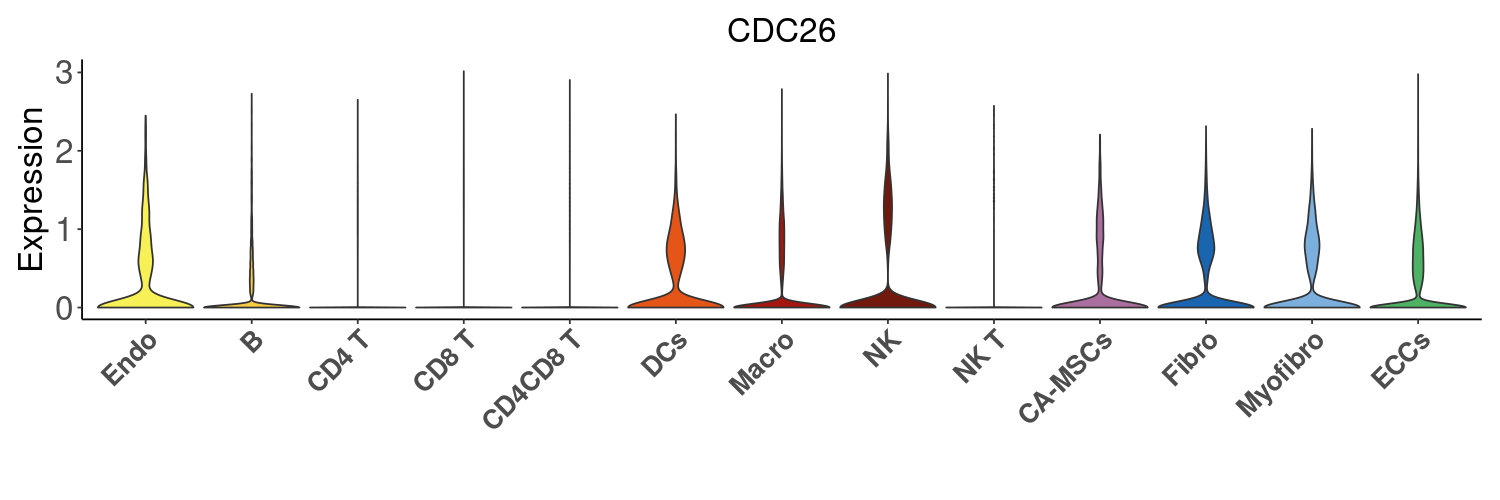 CDC26
Expression
3
2
1
0
Endo
B
CD4 T
CD8 T
CD4CD8 T
DCs
Macro
NK
NK T
CA-MSCs
Fibro
Myofibro
ECCs